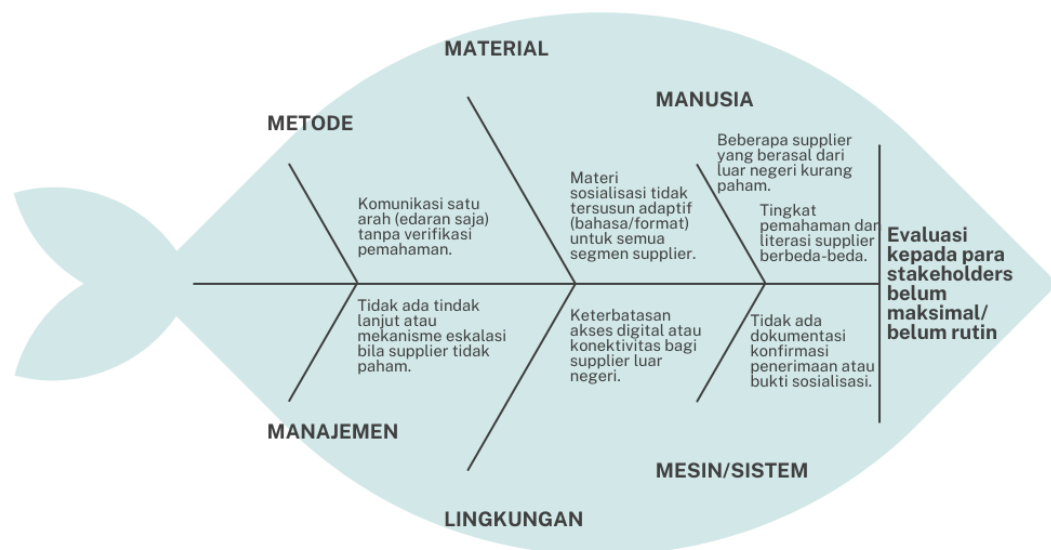 MATERIAL
MANUSIA
METODE
Beberapa supplier
yang berasal dari
luar negeri kurang
paham.
Materi
sosialisasi tidak
tersusun adaptif
(bahasa/format)
untuk semua
segmen supplier.
Komunikasi satu
arah (edaran saja)
tanpa verifikasi
pemahaman.
Tingkat
pemahaman dan
literasi supplier
berbeda-beda.
Evaluasi
kepada para
stakeholders
belum
maksimal/
belum rutin
Tidak ada tindak
lanjut atau
mekanisme eskalasi
bila supplier tidak
paham.
Keterbatasan
akses digital atau
konektivitas bagi
supplier luar
negeri.
Tidak ada
dokumentasi
konfirmasi
penerimaan atau
bukti sosialisasi.
MANAJEMEN
MESIN/SISTEM
LINGKUNGAN